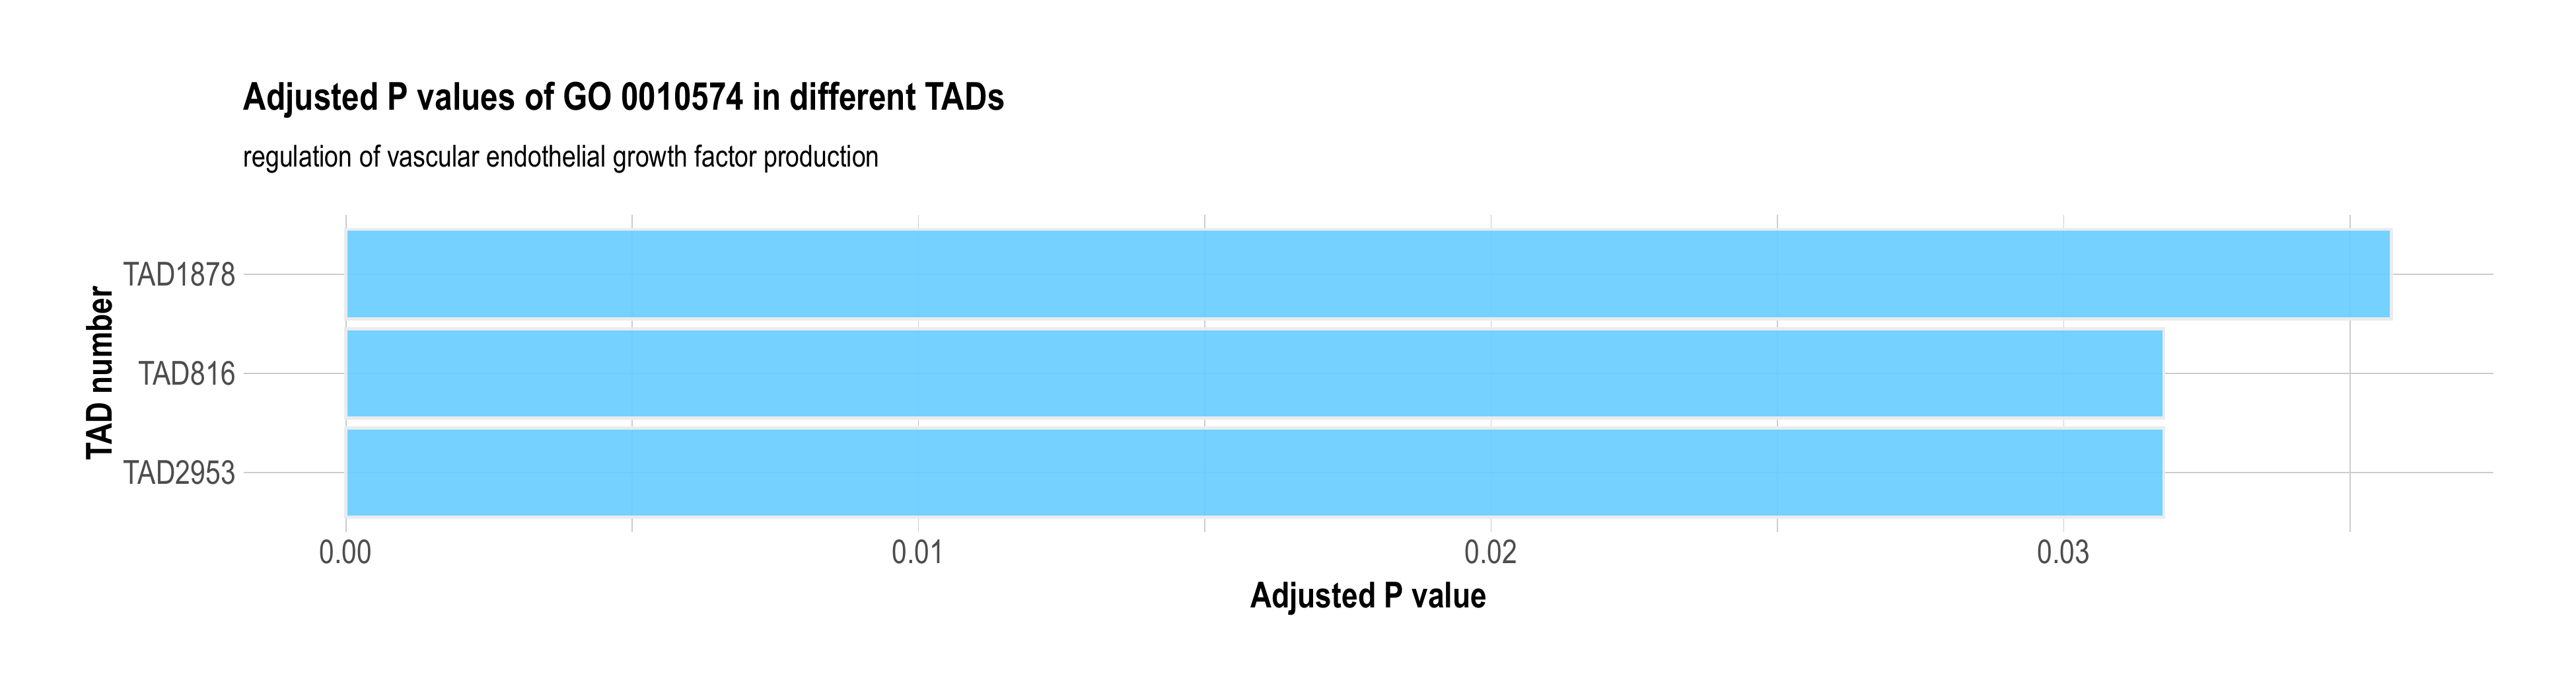 Adjusted P values of GO 0010574 in different TADs
regulation of vascular endothelial growth factor production
TAD number
TAD1878
TAD816
TAD2953
0.00 0.01 0.02 0.03
Adjusted P value